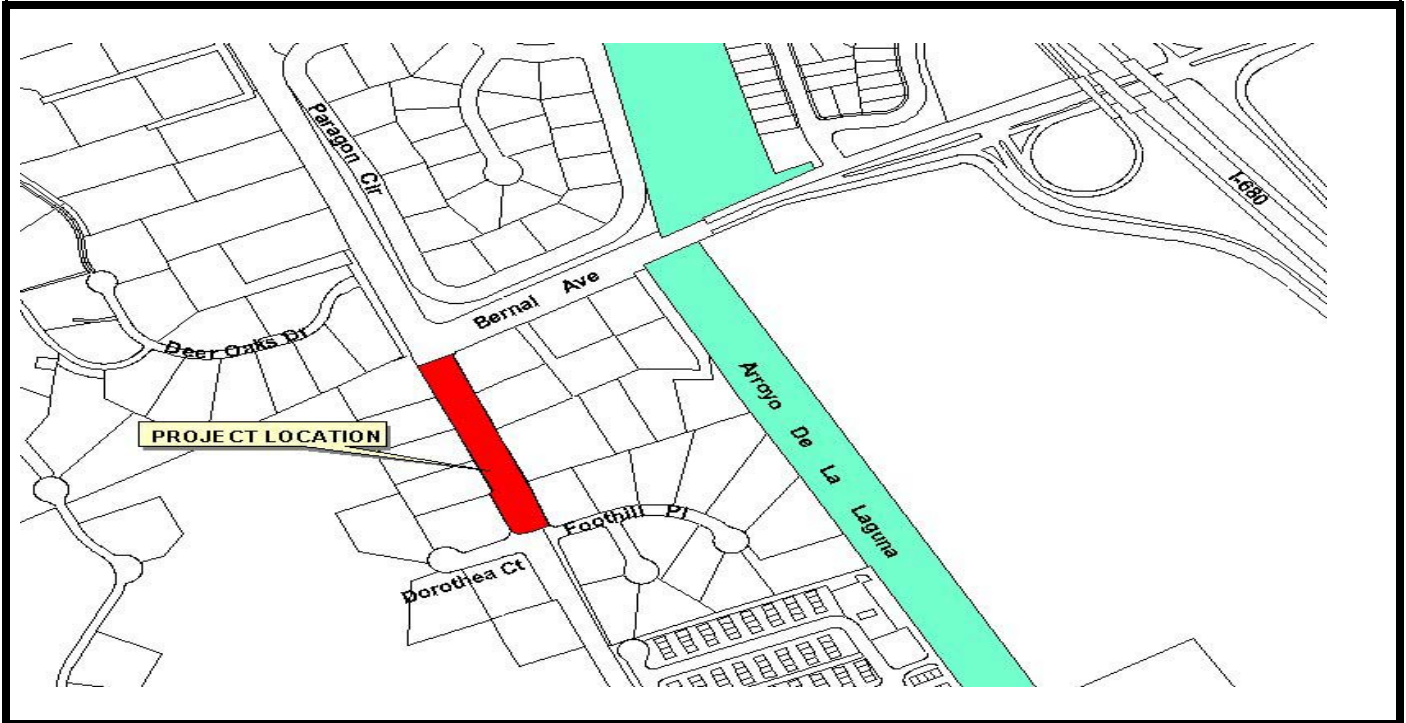 Paragon Cir
I-680
Bernal Ave
Deer Oaks Dr
Arroyo De La Laguna
PROJECT LOCATION
Foothill Pl
Dorothea Ct